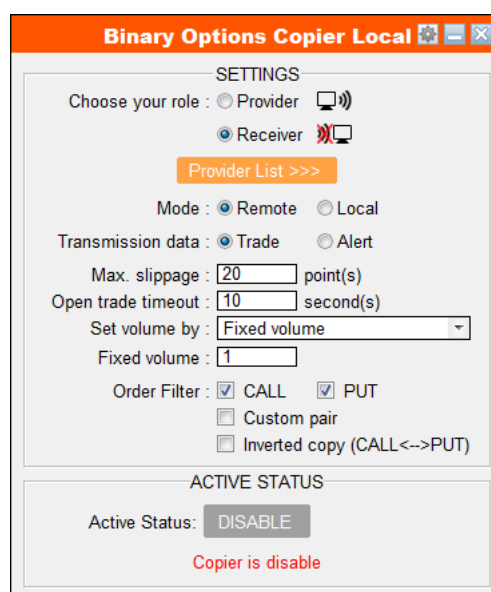 Binary Options Copier Local
SETTINGS
Choose your role : Provider
Receiver
Provider List >>>
Mode : Remote Local
Transmission data : Trade Alert
Max. slippage : 20 point(s)
Open trade timeout : 10 second(s)
Set volume by : Fixed volume
Fixed volume : 1
Order Filter : CALL PUT
Custom pair
Inverted copy (CALL<-->PUT)
ACTIVE STATUS
Active Status: DISABLE
Copier is disable